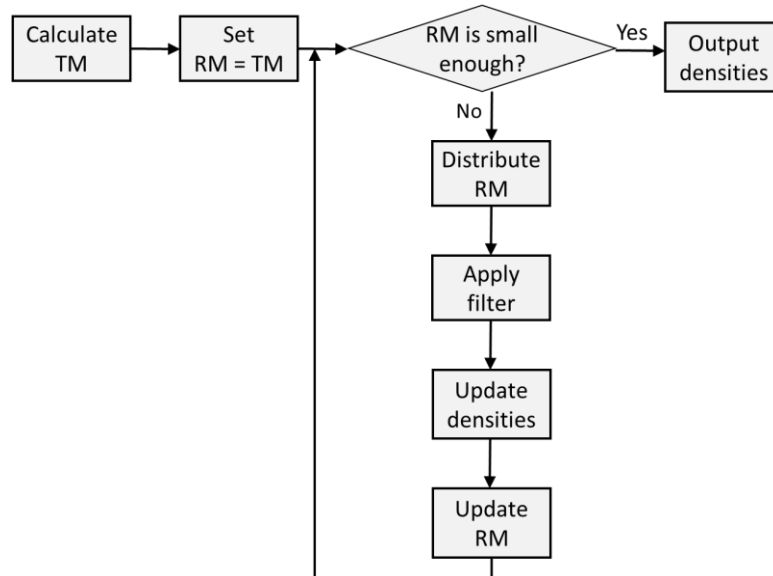 Calculate
TM
Set
RM = TM
RM is small
enough?
Yes
Output
densities
No
Distribute
RM
Apply
filter
Update
densities
Update
RM